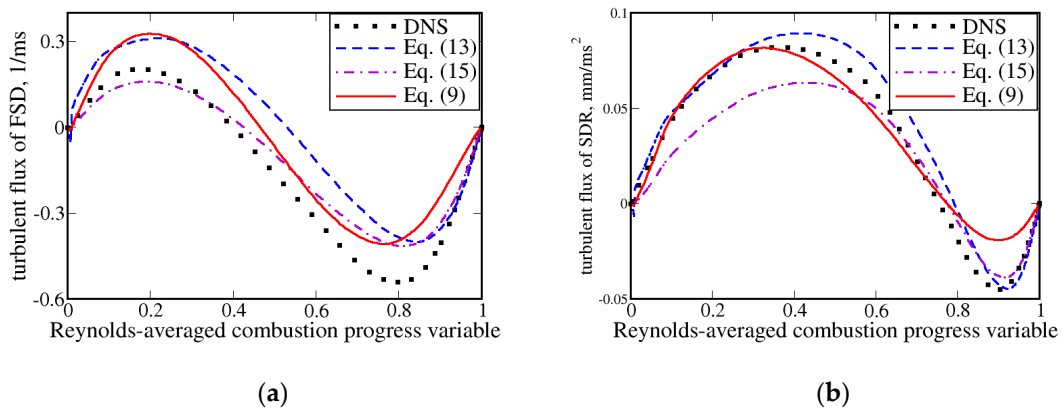 turbulent flux of FSD, 1/ms
0.3
0
-0.3
-0.6
DNS
Eq. (13)
Eq. (15)
Eq. (9)
0 0.2 0.4 0.6 0.8 1
Reynolds-averaged combustion progress variable
(a)
turbulent flux of SDR, mm/ms²
0.1
0.05
0
-0.05
DNS
Eq. (13)
Eq. (15)
Eq. (9)
0 0.2 0.4 0.6 0.8 1
Reynolds-averaged combustion progress variable
(b)